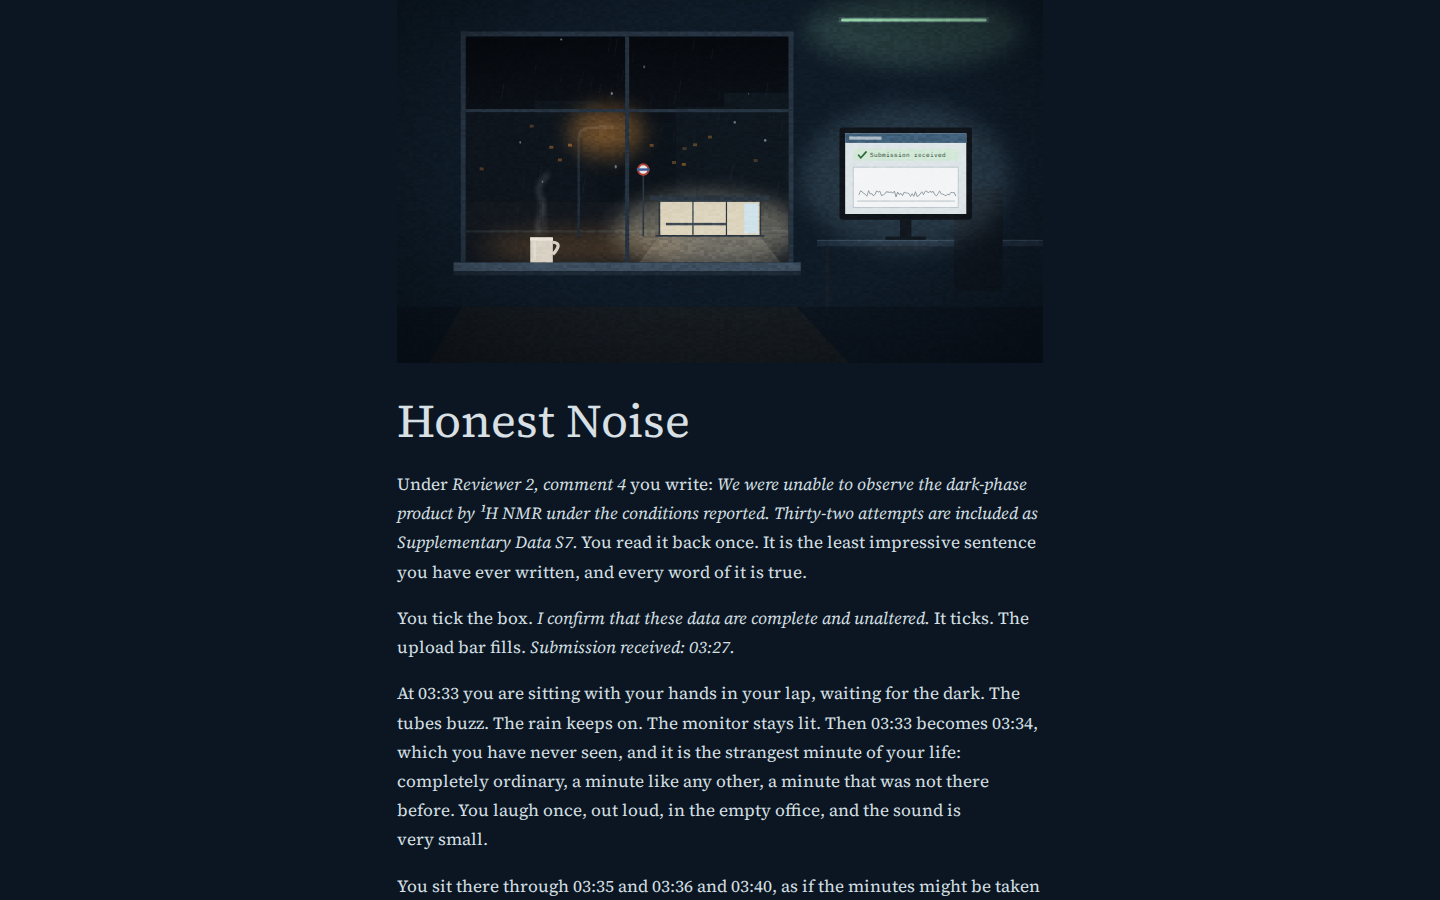 Submission received
Honest Noise
Under Reviewer 2, comment 4 you write: We were unable to observe the dark-phase
product by ¹H NMR under the conditions reported. Thirty-two attempts are included as
Supplementary Data S7. You read it back once. It is the least impressive sentence
you have ever written, and every word of it is true.
You tick the box. I confirm that these data are complete and unaltered. It ticks. The
upload bar fills. Submission received: 03:27.
At 03:33 you are sitting with your hands in your lap, waiting for the dark. The
tubes buzz. The rain keeps on. The monitor stays lit. Then 03:33 becomes 03:34,
which you have never seen, and it is the strangest minute of your life:
completely ordinary, a minute like any other, a minute that was not there
before. You laugh once, out loud, in the empty office, and the sound is
very small.
You sit there through 03:35 and 03:36 and 03:40, as if the minutes might be taken